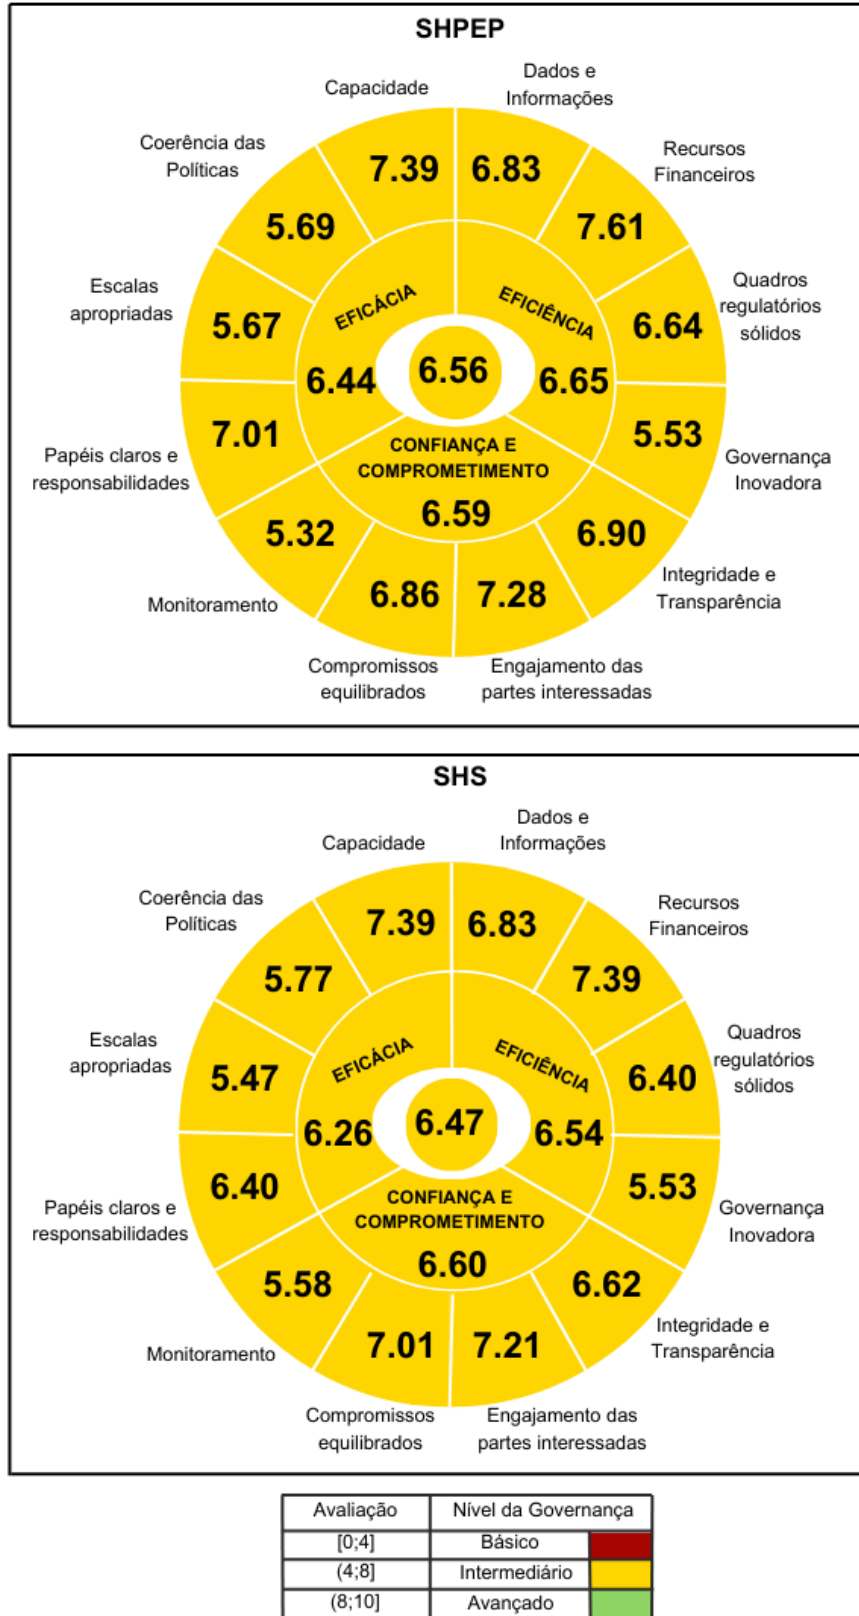 SHPEP
Capacidade
Dados e
Informações
Coerência das
Políticas
Recursos
Financeiros
7.39
6.83
5.69
7.61
Escalas
apropriadas
Quadros
regulatórios
sólidos
EFICÁCIA
EFICIÊNCIA
5.67
6.64
6.44
6.56
6.65
7.01
5.53
CONFIANÇA E
COMPROMETIMENTO
6.59
Papéis claros e
responsabilidades
Governança
Inovadora
5.32
6.90
6.86
7.28
Monitoramento
Integridade e
Transparência
Compromissos
equilibrados
Engajamento das
partes interessadas
SHS
Capacidade
Dados e
Informações
Coerência das
Políticas
Recursos
Financeiros
7.39
6.83
5.77
7.39
Escalas
apropriadas
Quadros
regulatórios
sólidos
EFICÁCIA
EFICIÊNCIA
5.47
6.40
6.26
6.47
6.54
6.40
5.53
CONFIANÇA E
COMPROMETIMENTO
6.60
Papéis claros e
responsabilidades
Governança
Inovadora
5.58
6.62
7.01
7.21
Monitoramento
Integridade e
Transparência
Compromissos
equilibrados
Engajamento das
partes interessadas
Avaliação Nível da Governança
[0;4] Básico
(4;8] Intermediário
(8;10] Avançado